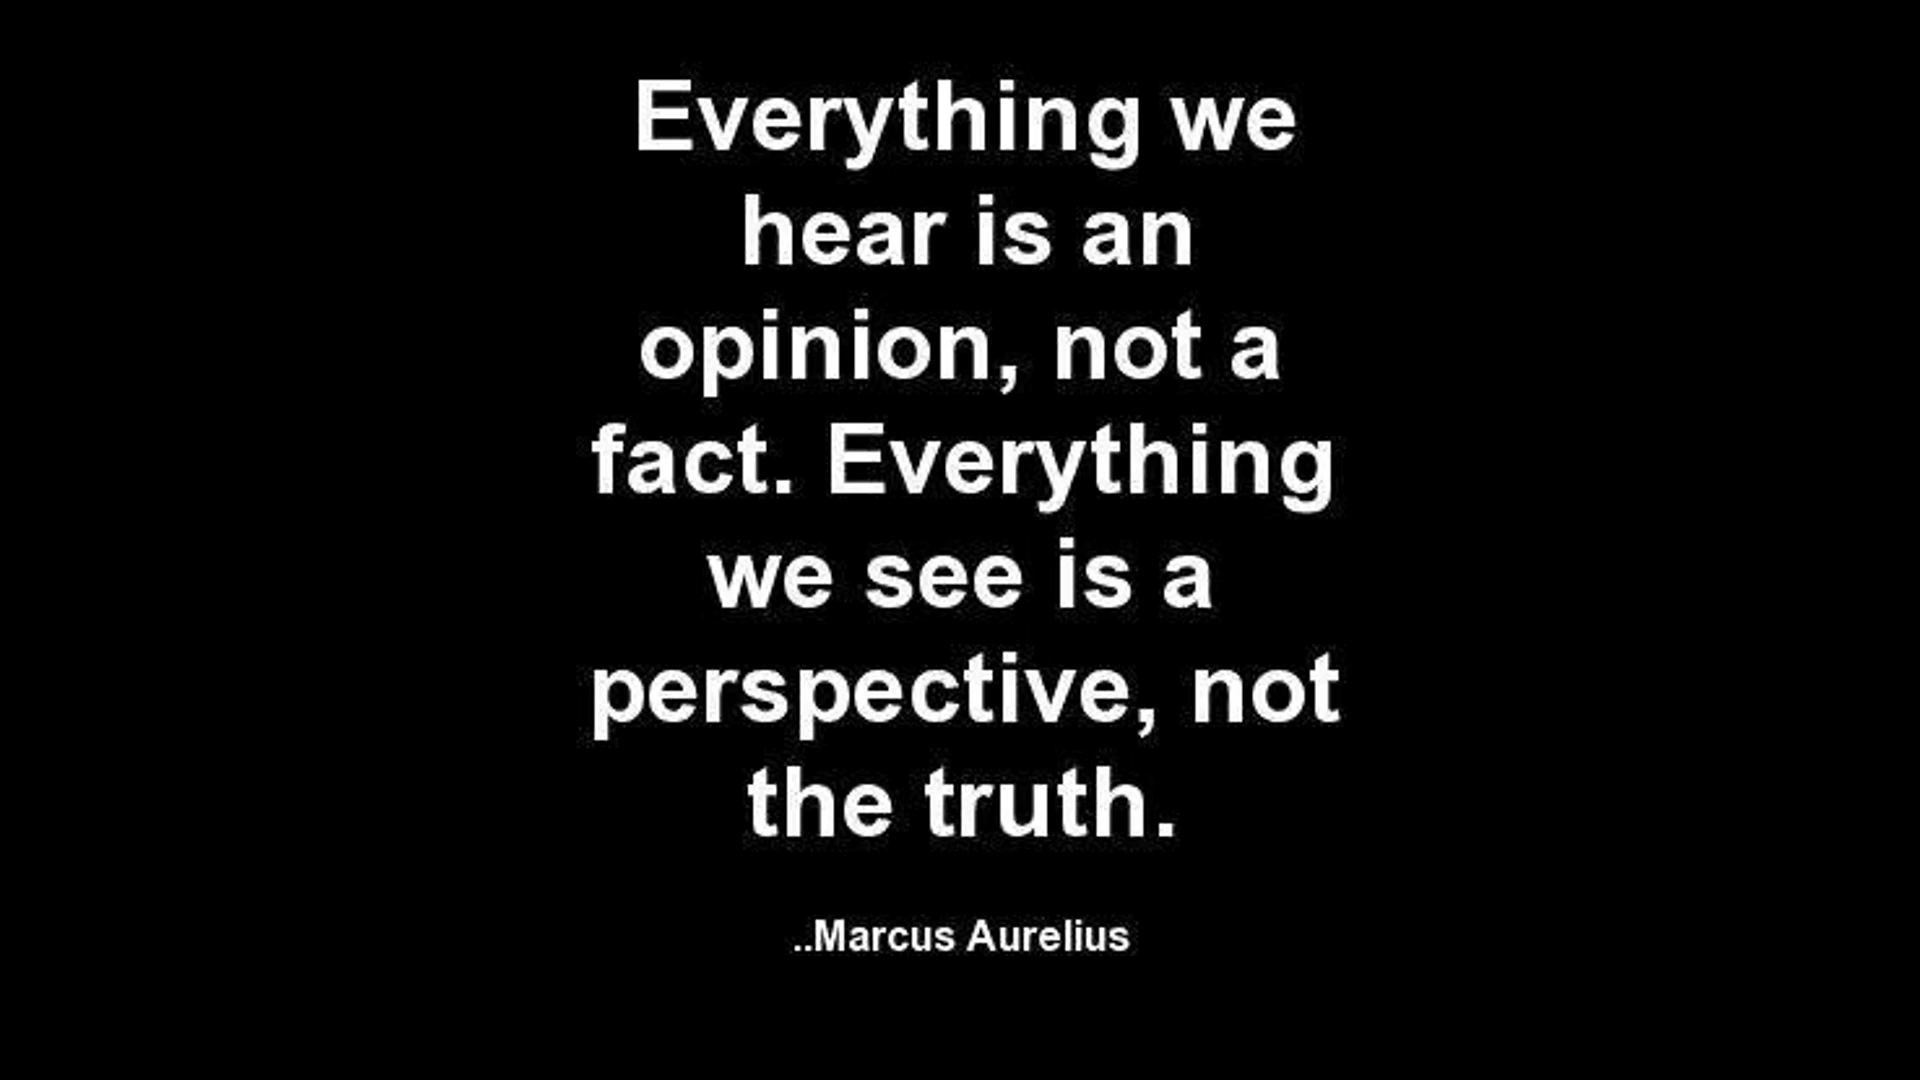 Everything we
hear is an
opinion, not a
fact. Everything
we see is a
perspective, not
the truth.
..Marcus Aurelius